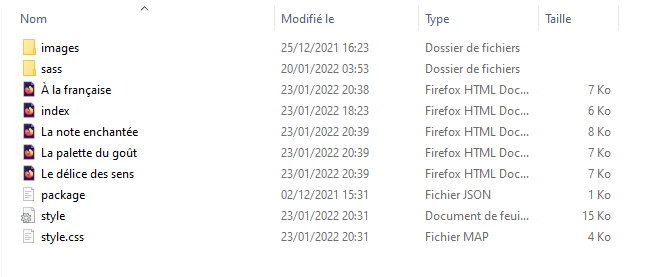 Nom Modifié le Type Taille
images 25/12/2021 16:23 Dossier de fichiers
sass 20/01/2022 03:53 Dossier de fichiers
À la française 23/01/2022 20:38 Firefox HTML Doc... 7 Ko
index 23/01/2022 18:23 Firefox HTML Doc... 6 Ko
La note enchantée 23/01/2022 20:39 Firefox HTML Doc... 8 Ko
La palette du goût 23/01/2022 20:39 Firefox HTML Doc... 7 Ko
Le délice des sens 23/01/2022 20:39 Firefox HTML Doc... 7 Ko
package 02/12/2021 15:31 Fichier JSON 1 Ko
style 23/01/2022 20:31 Document de feui... 15 Ko
style.css 23/01/2022 20:31 Fichier MAP 4 Ko